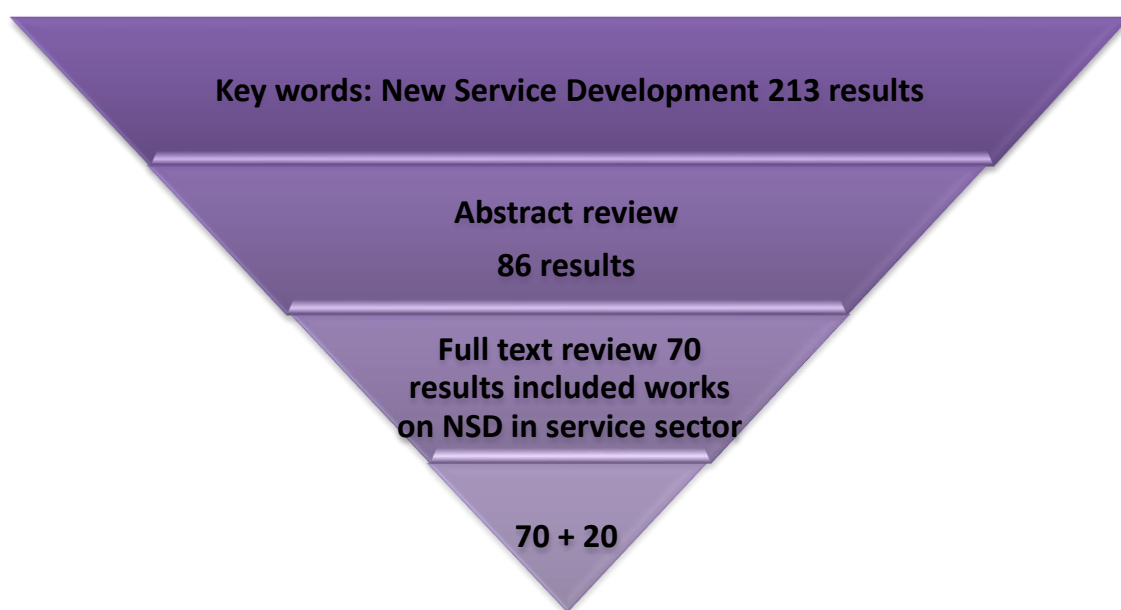 Key words: New Service Development 213 results
Abstract review
86 results
Full text review 70
results included works
on NSD in service sector
70 + 20